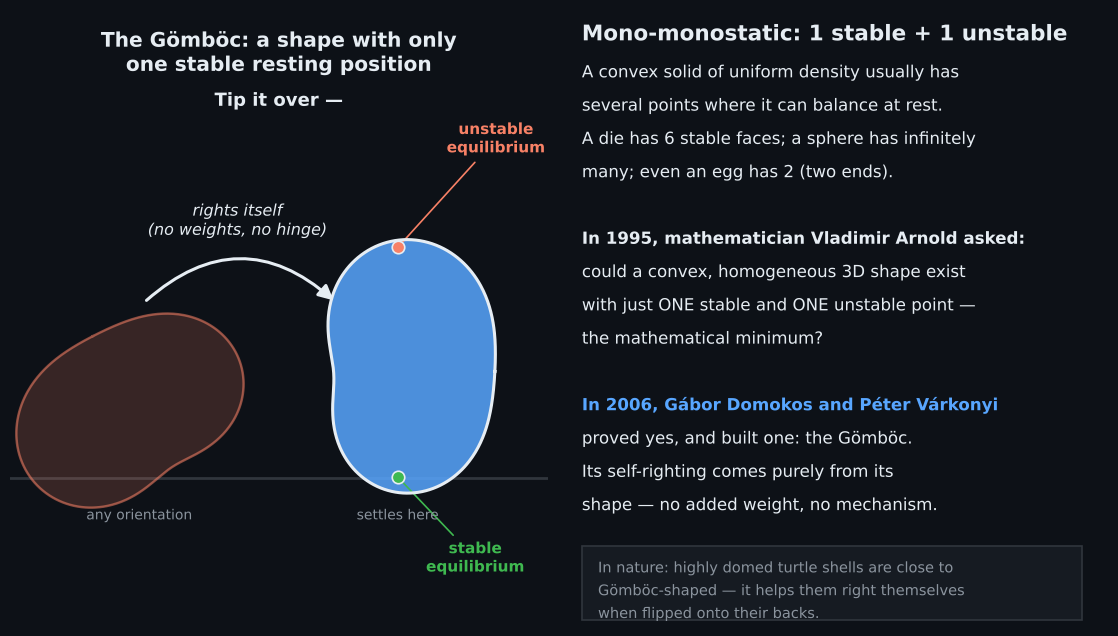 The Gömböc: a shape with only
one stable resting position
Tip it over —
unstable
equilibrium
rights itself
(no weights, no hinge)
any orientation
settles here
stable
equilibrium
Mono-monostatic: 1 stable + 1 unstable
A convex solid of uniform density usually has
several points where it can balance at rest.
A die has 6 stable faces; a sphere has infinitely
many; even an egg has 2 (two ends).
In 1995, mathematician Vladimir Arnold asked:
could a convex, homogeneous 3D shape exist
with just ONE stable and ONE unstable point —
the mathematical minimum?
In 2006, Gábor Domokos and Péter Várkonyi
proved yes, and built one: the Gömböc.
Its self-righting comes purely from its
shape — no added weight, no mechanism.
In nature: highly domed turtle shells are close to
Gömböc-shaped — it helps them right themselves
when flipped onto their backs.